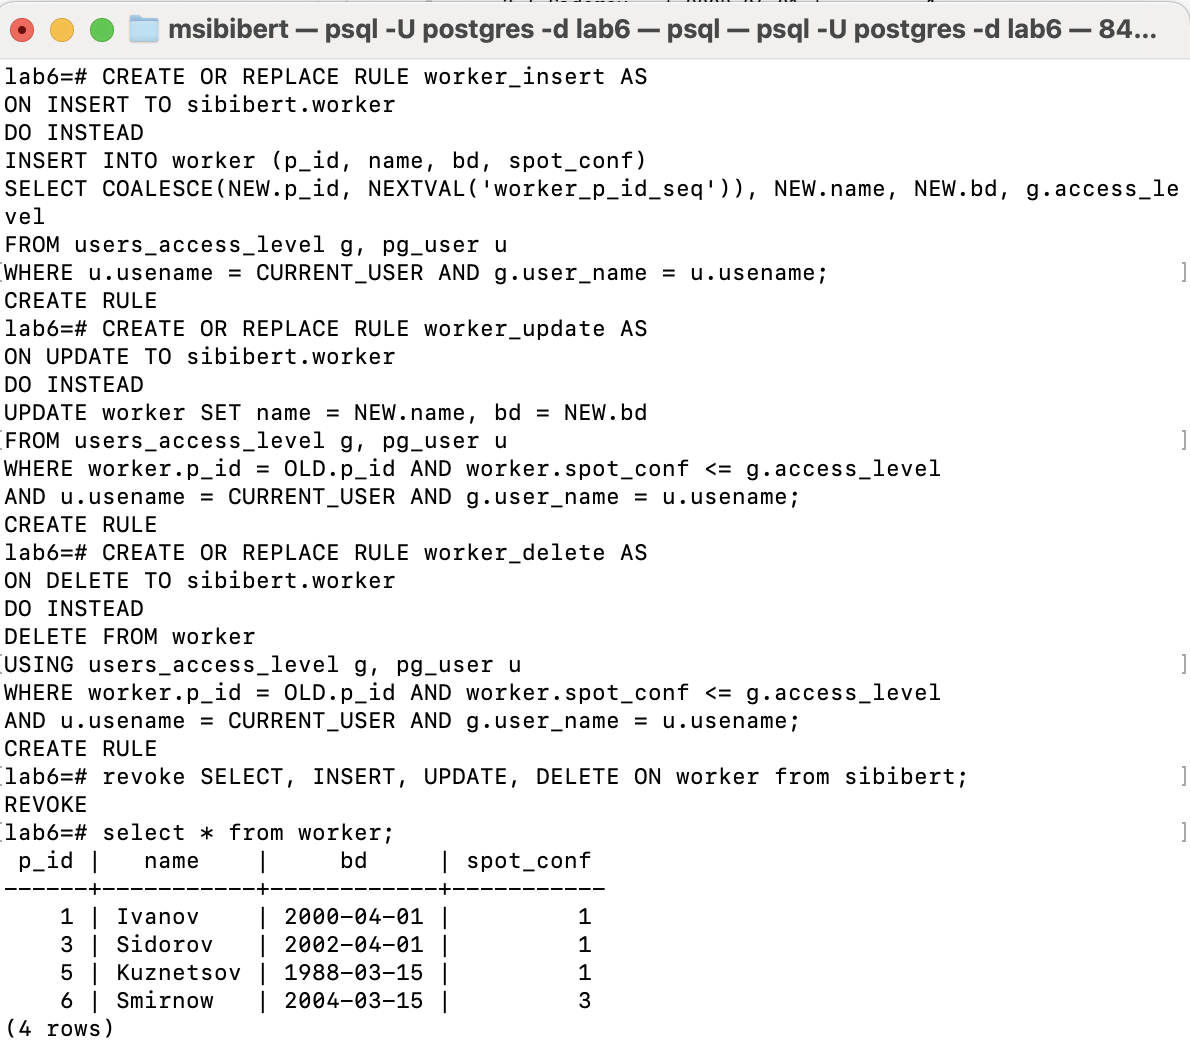 msibibert — psql -U postgres -d lab6 — psql — psql -U postgres -d lab6 — 84...
lab6=# CREATE OR REPLACE RULE worker_insert AS
ON INSERT TO sibibert.worker
DO INSTEAD
INSERT INTO worker (p_id, name, bd, spot_conf)
SELECT COALESCE(NEW.p_id, NEXTVAL('worker_p_id_seq')), NEW.name, NEW.bd, g.access_le
vel
FROM users_access_level g, pg_user u
[WHERE u.usename = CURRENT_USER AND g.user_name = u.usename; ]
CREATE RULE
lab6=# CREATE OR REPLACE RULE worker_update AS
ON UPDATE TO sibibert.worker
DO INSTEAD
UPDATE worker SET name = NEW.name, bd = NEW.bd
[FROM users_access_level g, pg_user u ]
WHERE worker.p_id = OLD.p_id AND worker.spot_conf <= g.access_level
AND u.usename = CURRENT_USER AND g.user_name = u.usename;
CREATE RULE
lab6=# CREATE OR REPLACE RULE worker_delete AS
ON DELETE TO sibibert.worker
DO INSTEAD
DELETE FROM worker
[USING users_access_level g, pg_user u ]
WHERE worker.p_id = OLD.p_id AND worker.spot_conf <= g.access_level
AND u.usename = CURRENT_USER AND g.user_name = u.usename;
CREATE RULE
[lab6=# revoke SELECT, INSERT, UPDATE, DELETE ON worker from sibibert; ]
REVOKE
[lab6=# select * from worker; ]
 p_id |   name    |     bd     | spot_conf
------+-----------+------------+-----------
    1 | Ivanov    | 2000-04-01 |         1
    3 | Sidorov   | 2002-04-01 |         1
    5 | Kuznetsov | 1988-03-15 |         1
    6 | Smirnow   | 2004-03-15 |         3
(4 rows)